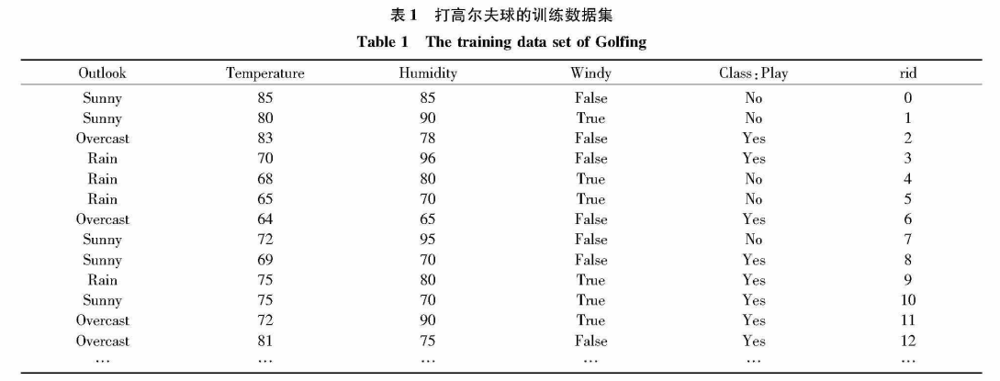 表1 打高尔夫球的训练数据集
Table 1 The training data set of Golfing
Outlook Temperature Humidity Windy Class:Play rid
Sunny 85 85 False No 0
Sunny 80 90 True No 1
Overcast 83 78 False Yes 2
Rain 70 96 False Yes 3
Rain 68 80 True No 4
Rain 65 70 True No 5
Overcast 64 65 False Yes 6
Sunny 72 95 False No 7
Sunny 69 70 False Yes 8
Rain 75 80 True Yes 9
Sunny 75 70 True Yes 10
Overcast 72 90 True Yes 11
Overcast 81 75 False Yes 12
… … … … … …